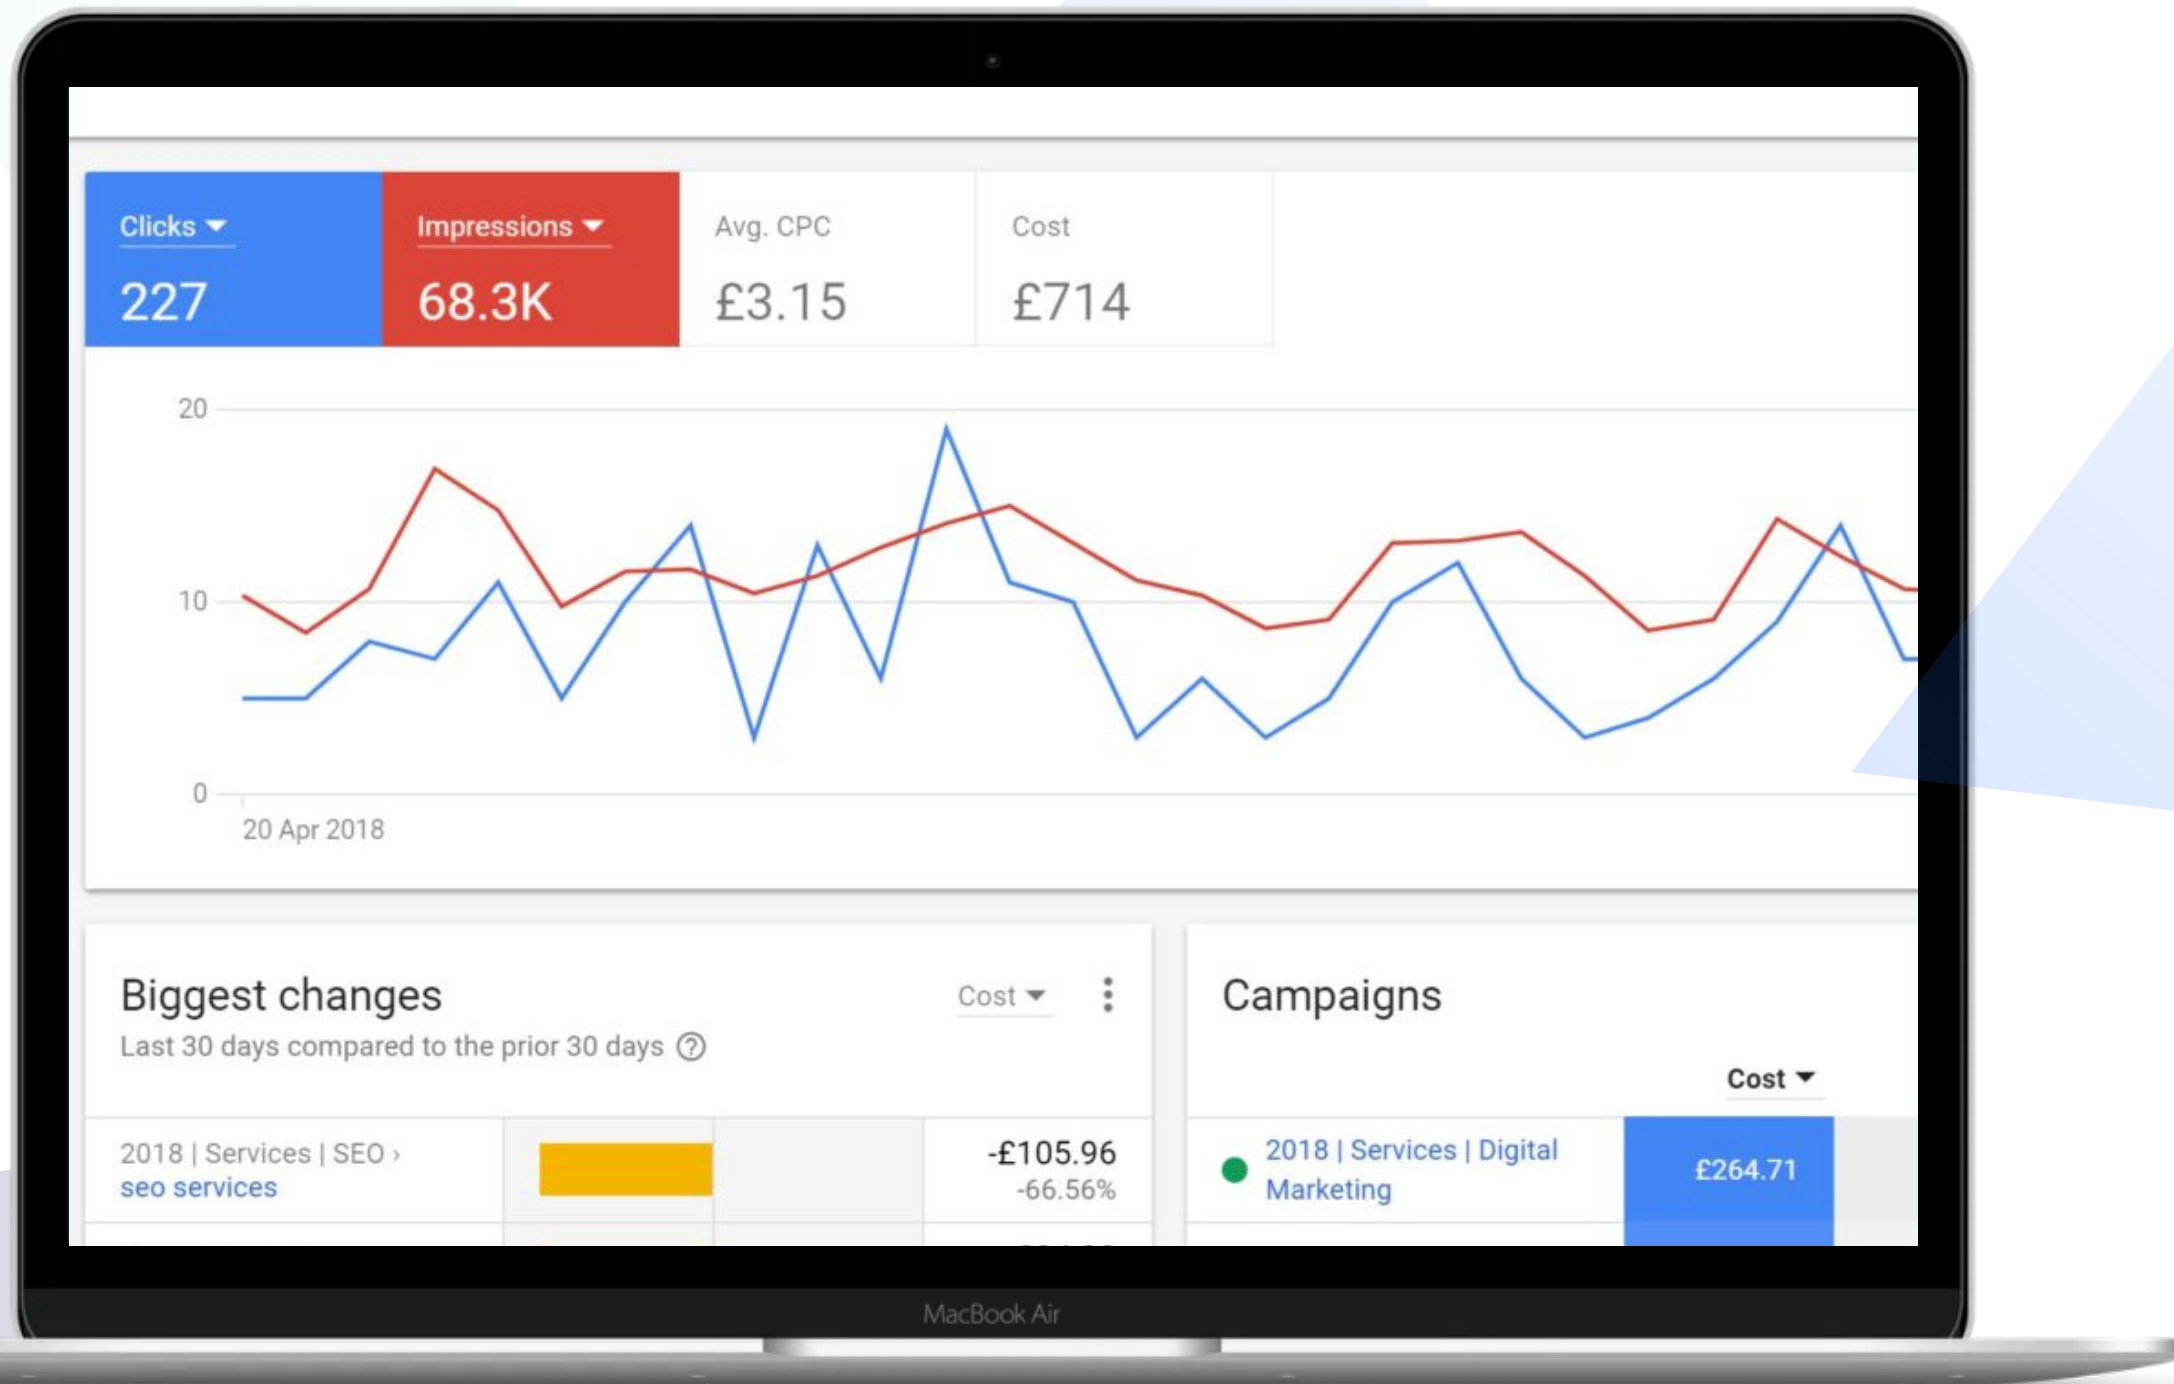 Clicks
Impressions
Avg. CPC
Cost
227
68.3K
£3.15
£714
20
10
0
20 Apr 2018
Biggest changes
Cost
Last 30 days compared to the prior 30 days ?
2018 | Services | SEO ›
seo services
-£105.96
-66.56%
Campaigns
Cost
2018 | Services | Digital
Marketing
£264.71
MacBook Air